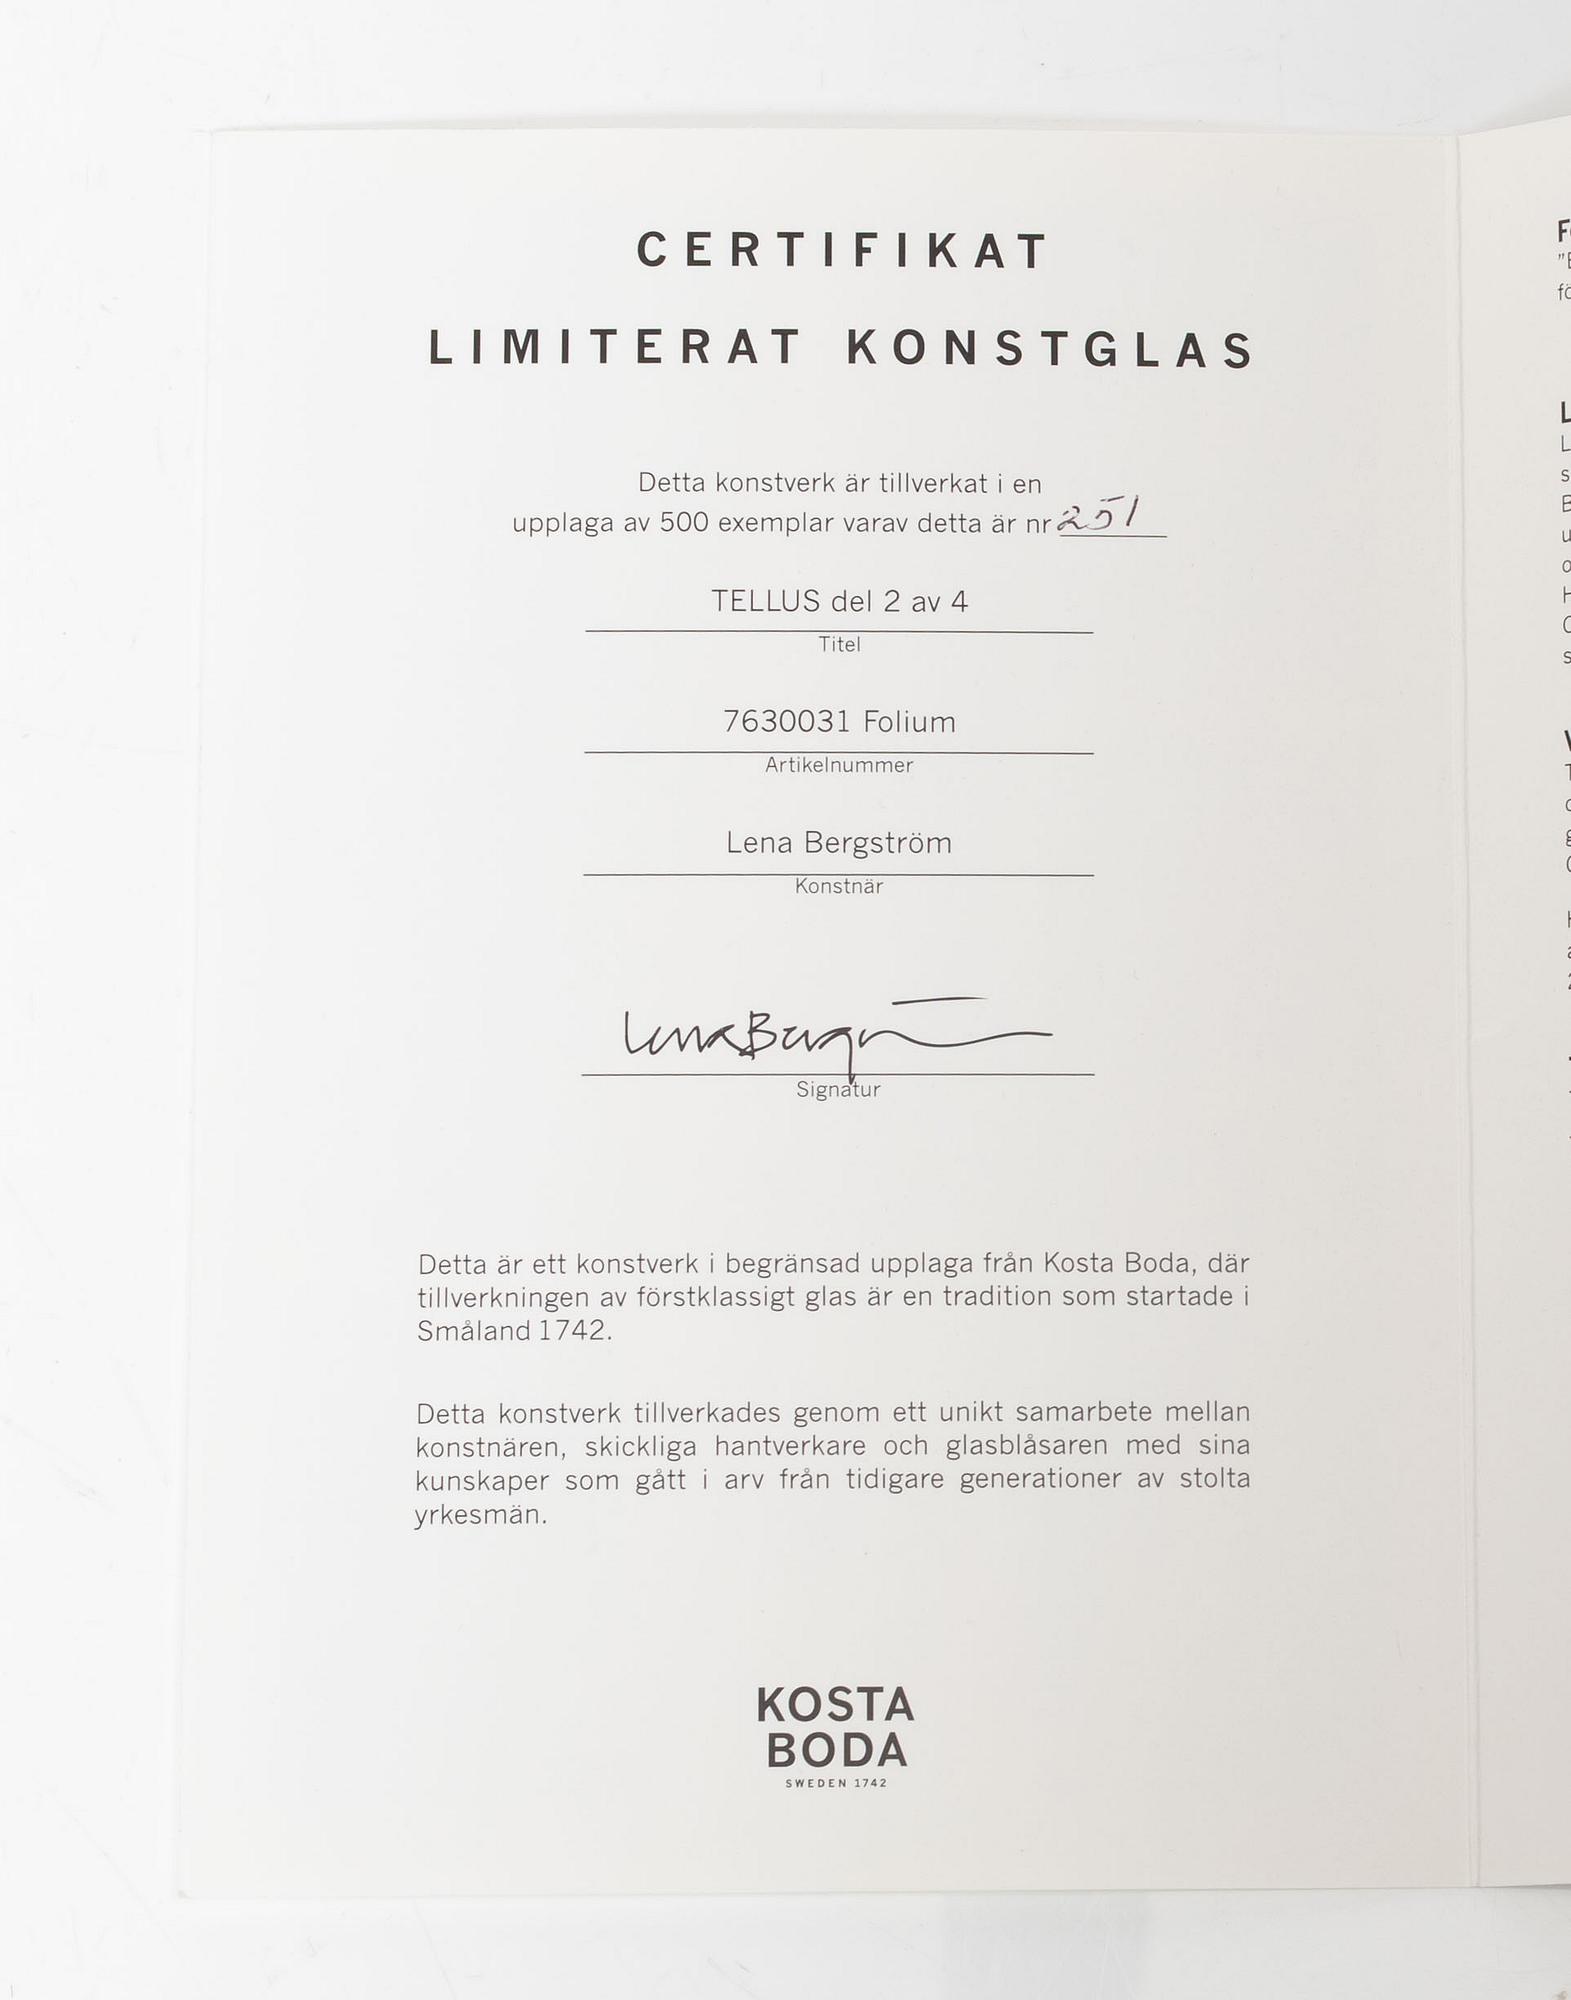 CERTIFIKAT
LIMITERAT KONSTGLAS
Detta konstverk är tillverkat i en
upplaga av 500 exemplar varav detta är nr 251
TELLUS del 2 av 4
Titel
7630031 Folium
Artikelnummer
Lena Bergström
Konstnär
Signatur
Detta är ett konstverk i begränsad upplaga från Kosta Boda, där
tillverkningen av förstklassigt glas är en tradition som startade i
Småland 1742.
Detta konstverk tillverkades genom ett unikt samarbete mellan
konstnären, skickliga hantverkare och glasblåsaren med sina
kunskaper som gått i arv från tidigare generationer av stolta
yrkesmän.
KOSTA
BODA
SWEDEN 1742